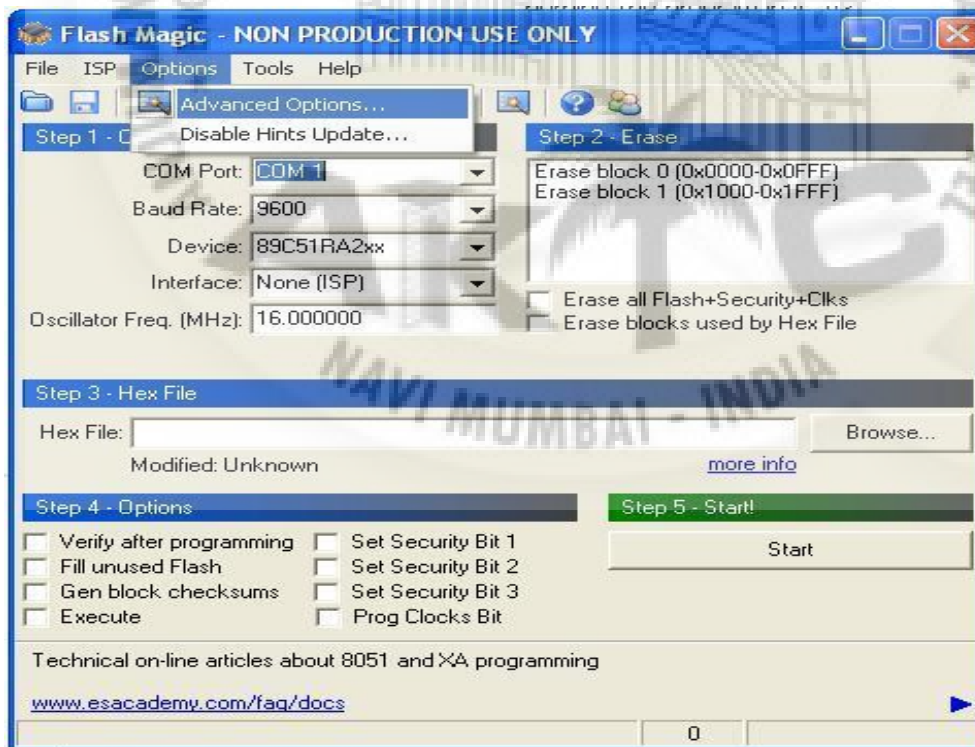 Flash Magic - NON PRODUCTION USE ONLY
File ISP Options Tools Help
Advanced Options...
Disable Hints Update...
Step 1 - C
Step 2 - Erase
COM Port: COM 1
Baud Rate: 9600
Device: 89C51RA2xx
Interface: None (ISP)
Oscillator Freq. (MHz): 16.000000
Erase block 0 (0x0000-0x0FFF)
Erase block 1 (0x1000-0x1FFF)
Erase all Flash+Security+Clks
Erase blocks used by Hex File
AKTC
NAVI MUMBAI - INDIA
Step 3 - Hex File
Hex File:
Browse...
Modified: Unknown
more info
Step 4 - Options
Step 5 - Start!
Verify after programming
Fill unused Flash
Gen block checksums
Execute
Set Security Bit 1
Set Security Bit 2
Set Security Bit 3
Prog Clocks Bit
Start
Technical on-line articles about 8051 and XA programming
www.esacademy.com/faq/docs
0